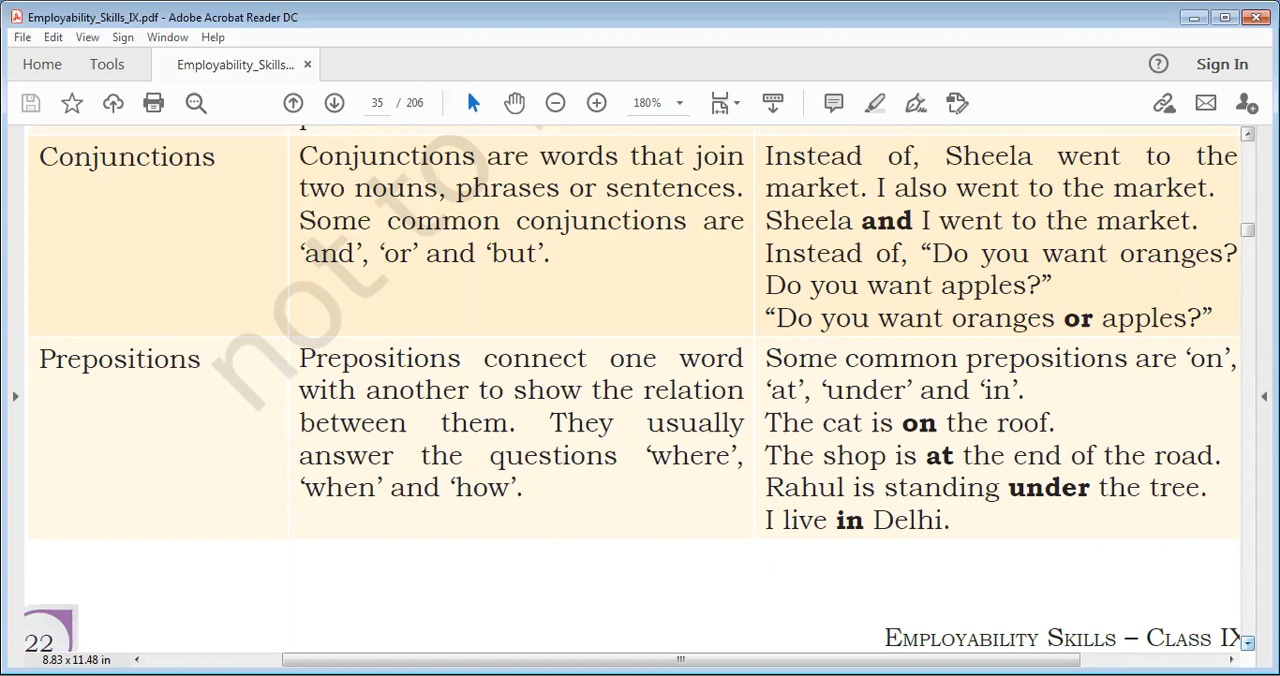 Employability_Skills_IX.pdf - Adobe Acrobat Reader DC
File Edit View Sign Window Help
Home Tools Employability_Skills... × ? Sign In
35 / 206 180%
Conjunctions
Conjunctions are words that join
two nouns, phrases or sentences.
Some common conjunctions are
‘and’, ‘or’ and ‘but’.
Instead of, Sheela went to the
market. I also went to the market.
Sheela and I went to the market.
Instead of, “Do you want oranges?
Do you want apples?”
“Do you want oranges or apples?”
Prepositions
Prepositions connect one word
with another to show the relation
between them. They usually
answer the questions ‘where’,
‘when’ and ‘how’.
Some common prepositions are ‘on’,
‘at’, ‘under’ and ‘in’.
The cat is on the roof.
The shop is at the end of the road.
Rahul is standing under the tree.
I live in Delhi.
not to
22
Employability Skills – Class IX
8.83 x 11.48 in